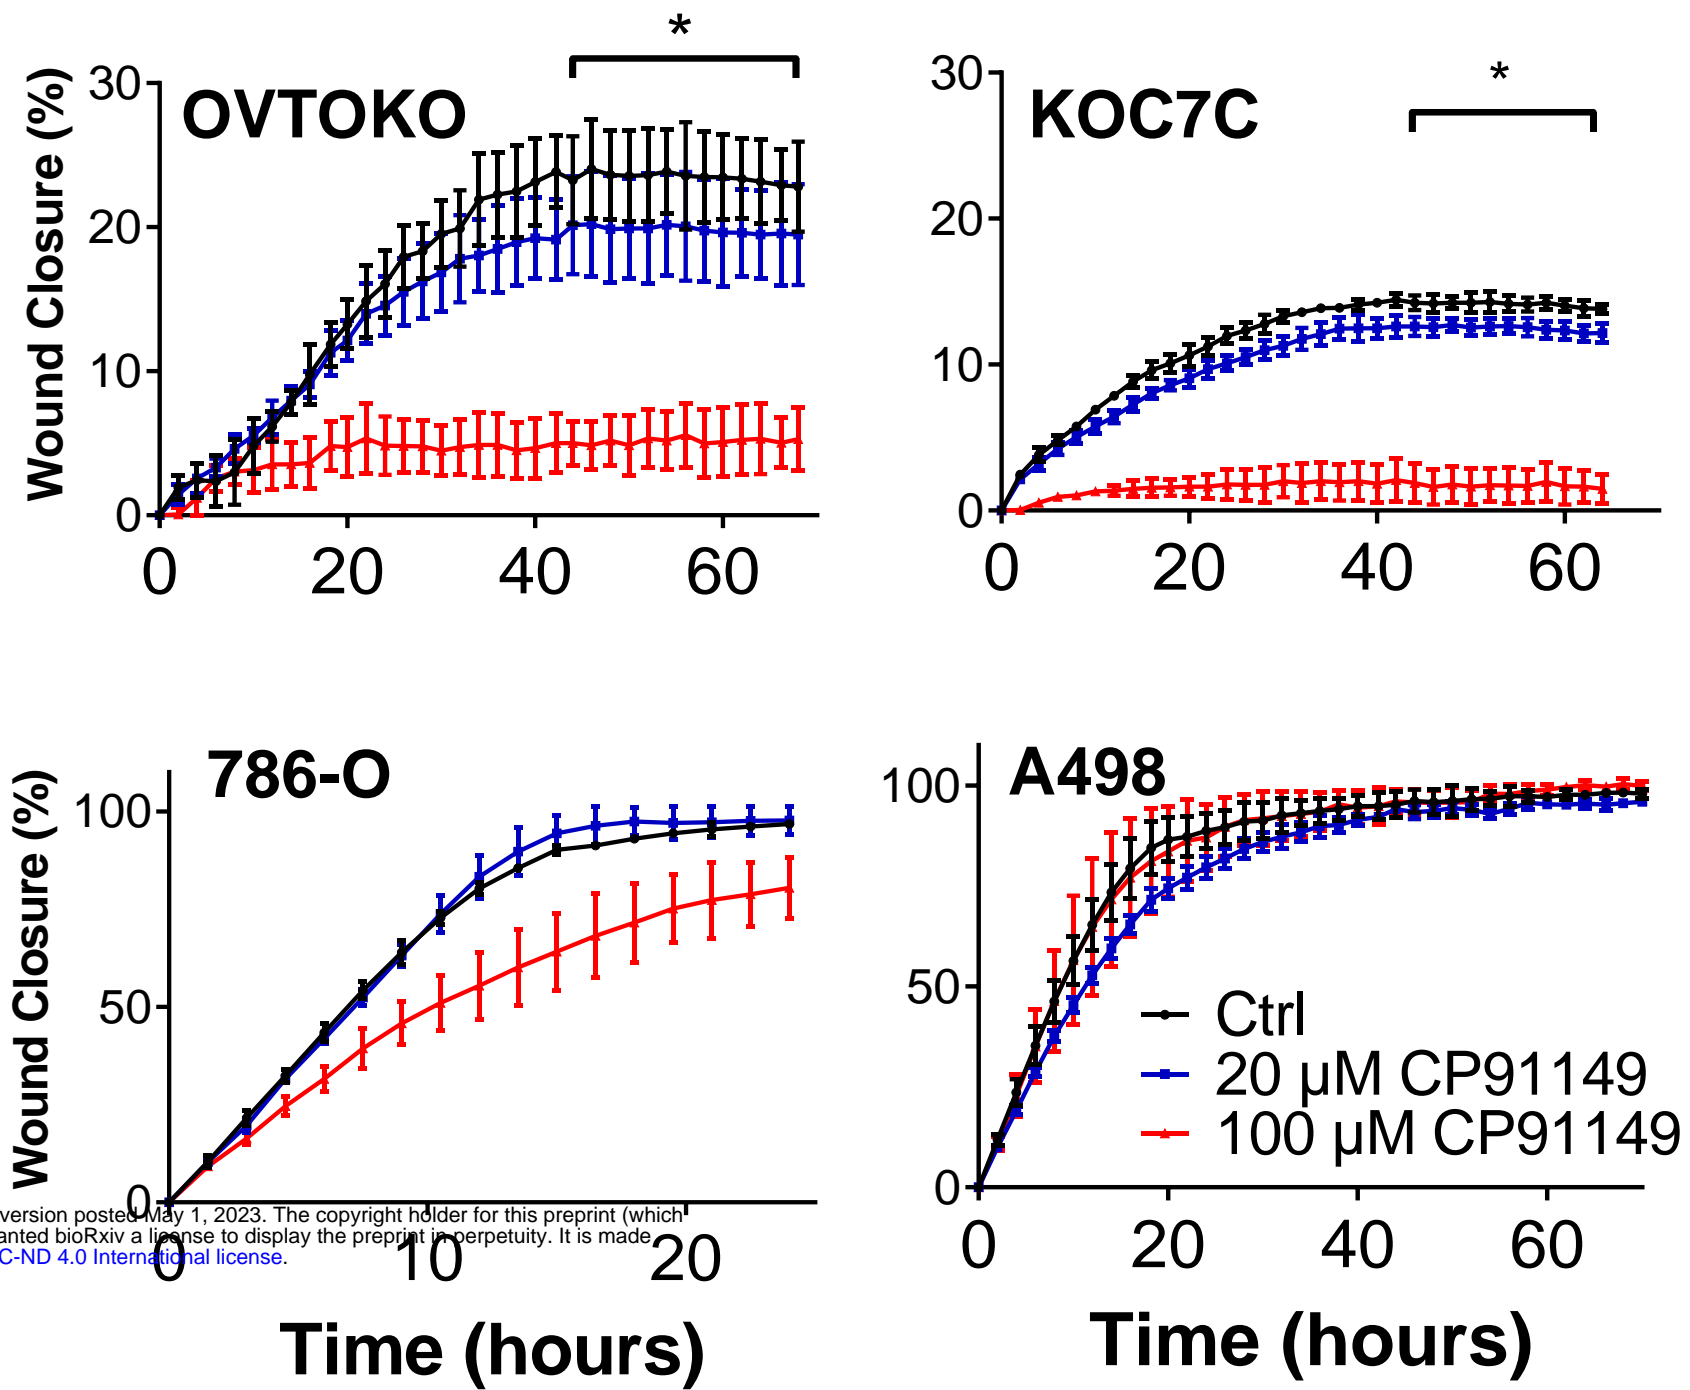 *
*
Wound Closure (%)
30
20
10
0
OVTOKO
0 20 40 60
30
20
10
0
KOC7C
0 20 40 60
Wound Closure (%)
100
50
0
786-O
0 10 20
Time (hours)
100
50
0
A498
Ctrl
20 µM CP91149
100 µM CP91149
0 20 40 60
Time (hours)
version posted May 1, 2023. The copyright holder for this preprint (which
anted bioRxiv a license to display the preprint in perpetuity. It is made
C-ND 4.0 International license.